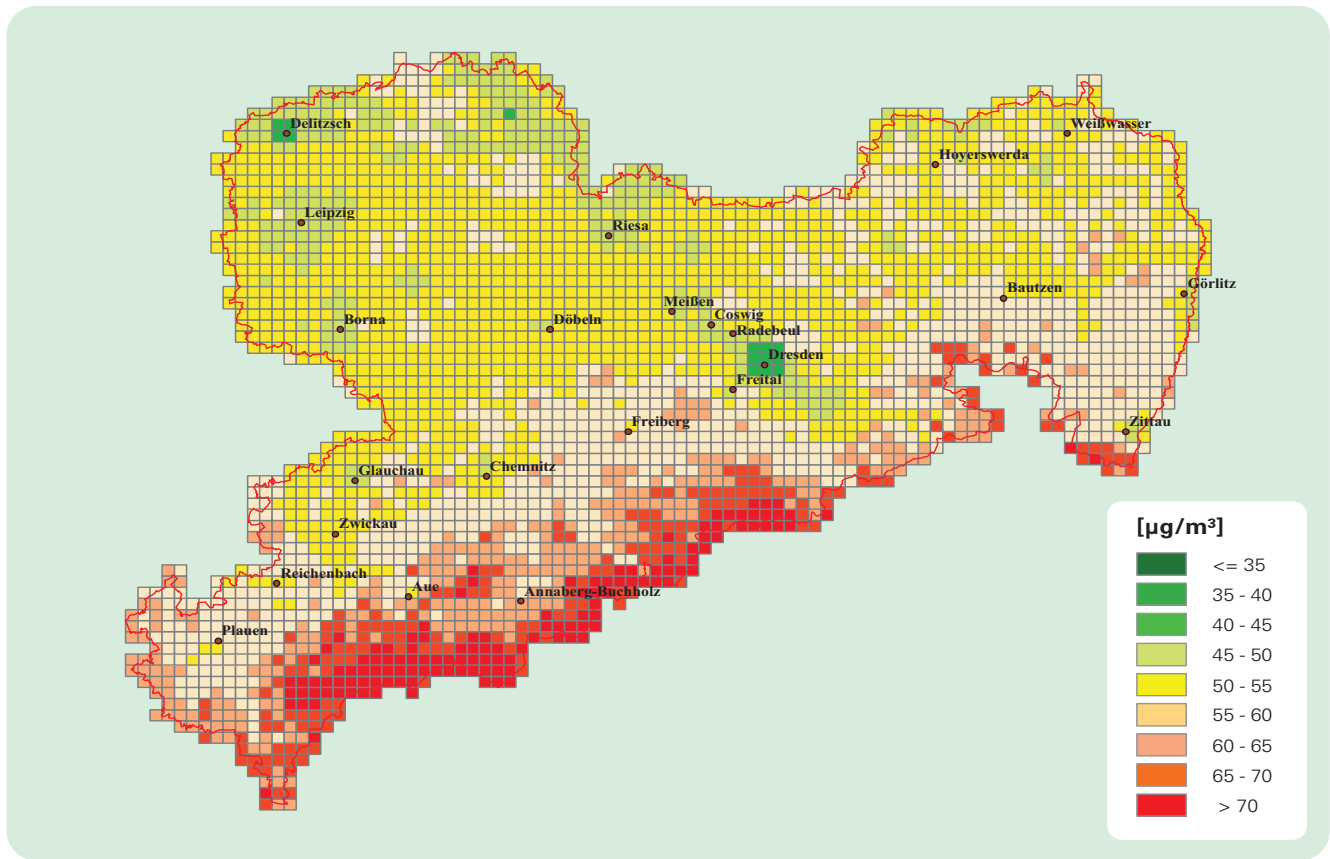 Delitzsch
Weißwasser
Hoyerswerda
Leipzig
Riesa
Görlitz
Bautzen
Meißen
Borna
Döbeln
Coswig
Radebeul
Dresden
Freital
Freiberg
Zittau
Glauchau
Chemnitz
Zwickau
Reichenbach
Aue
Annaberg-Buchholz
Plauen
[µg/m³]
<= 35
35 - 40
40 - 45
45 - 50
50 - 55
55 - 60
60 - 65
65 - 70
> 70